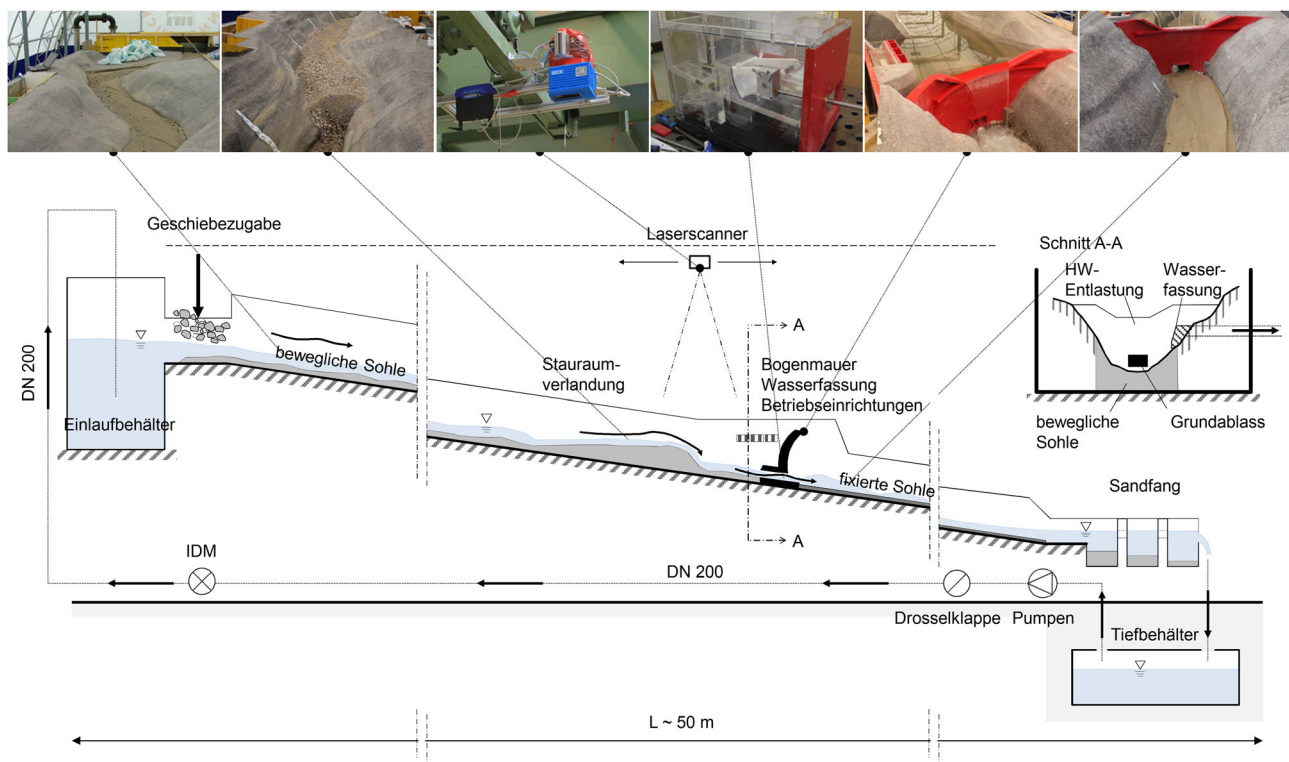 SICK
Geschiebezugabe
Laserscanner
Schnitt A-A
HW-
Entlastung
Wasser-
fassung
A
DN 200
bewegliche Sohle
Stauraum-
verlandung
Bogenmauer
Wasserfassung
Betriebseinrichtungen
Einlaufbehälter
bewegliche
Sohle
Grundablass
fixierte Sohle
Sandfang
A
IDM
DN 200
Drosselklappe
Pumpen
Tiefbehälter
L ~ 50 m